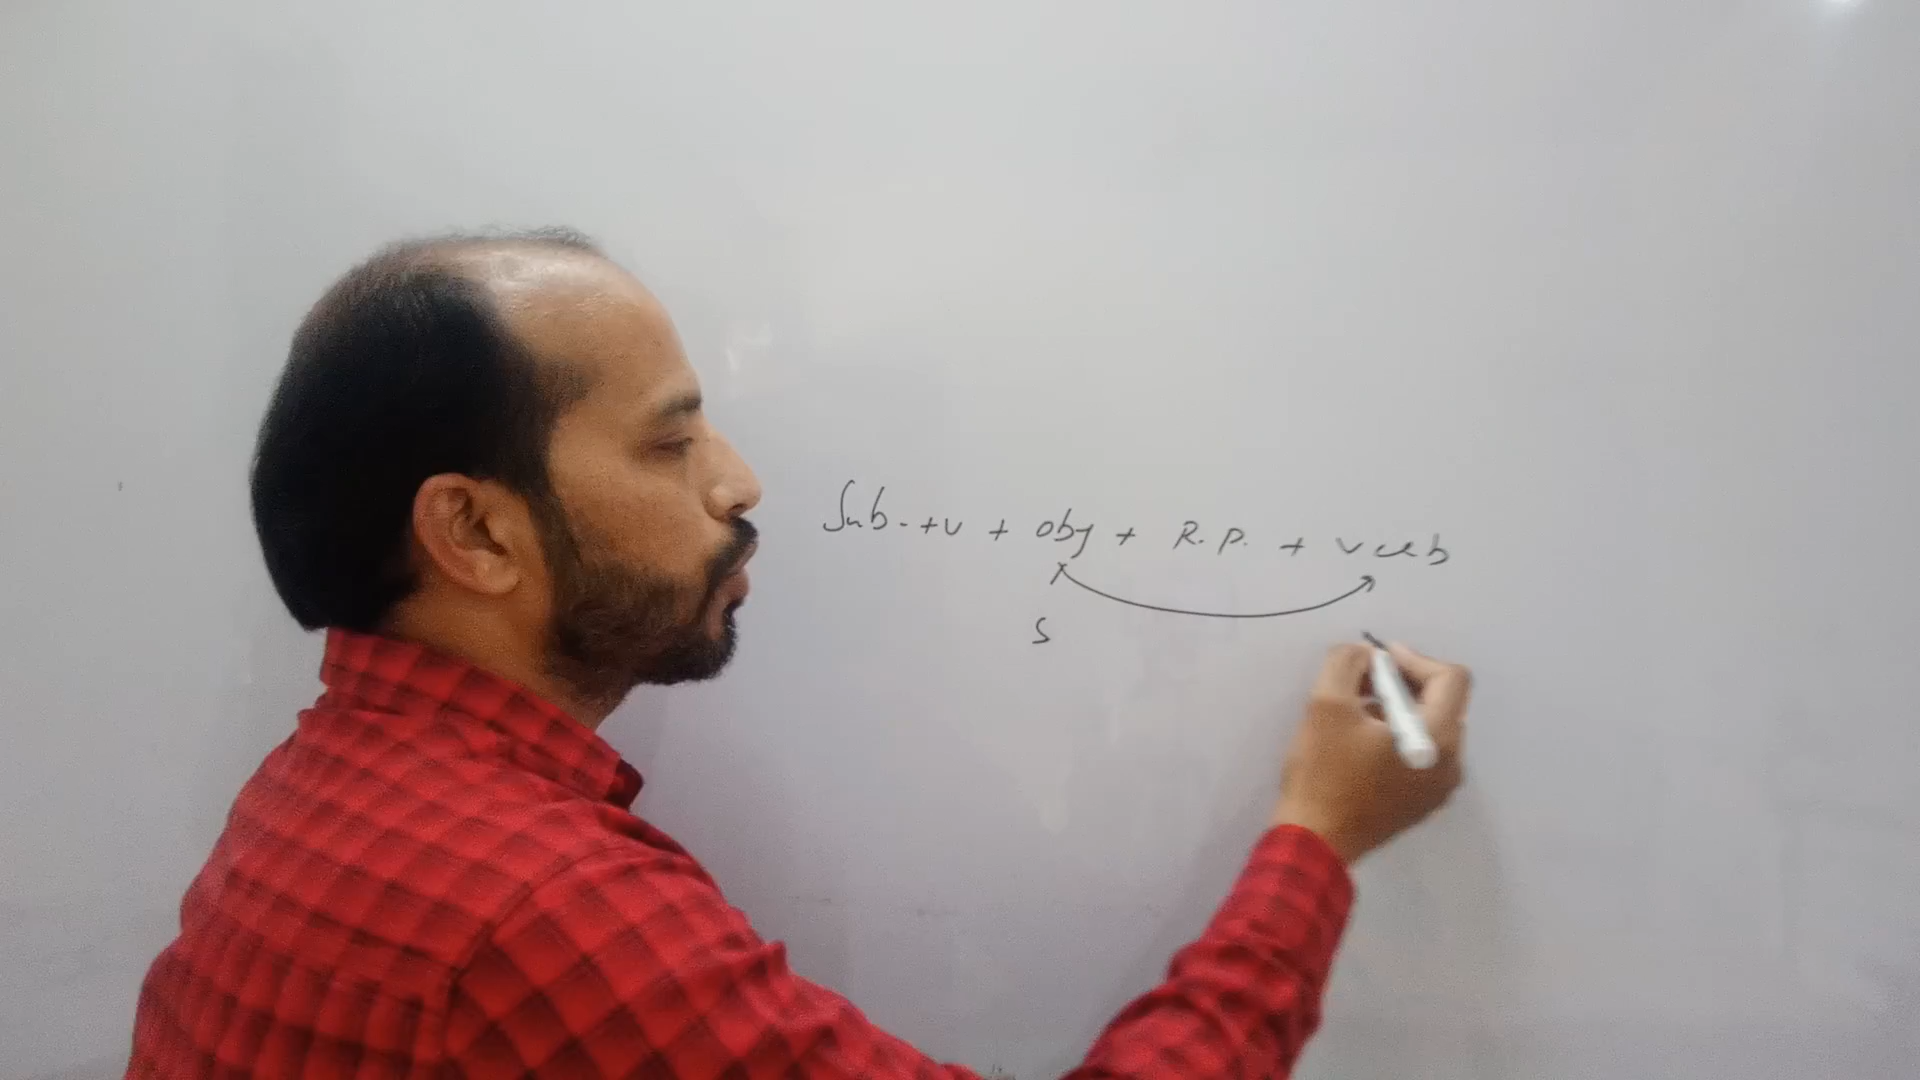 Sub. + v + obj + R. P. + verb
S